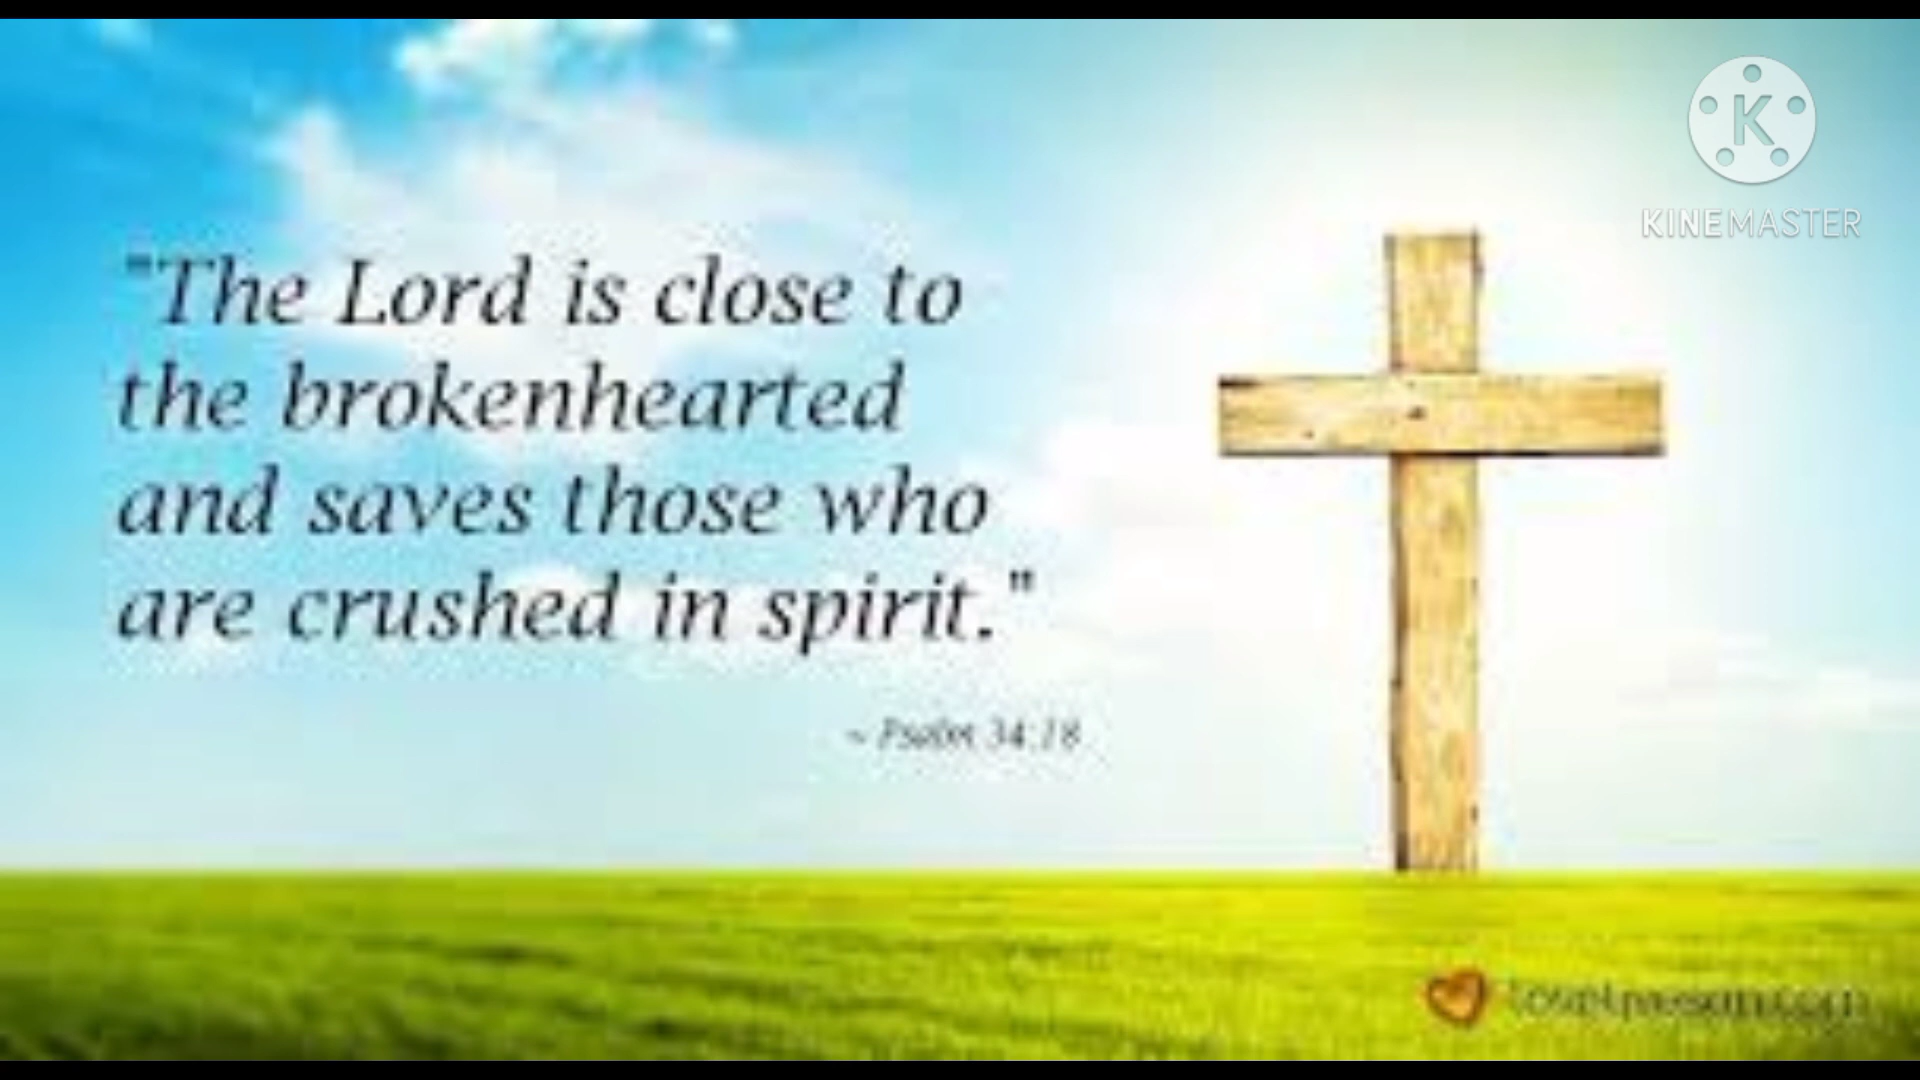 K
KINEMASTER
"The Lord is close to
the brokenhearted
and saves those who
are crushed in spirit."
~ Psalm 34:18